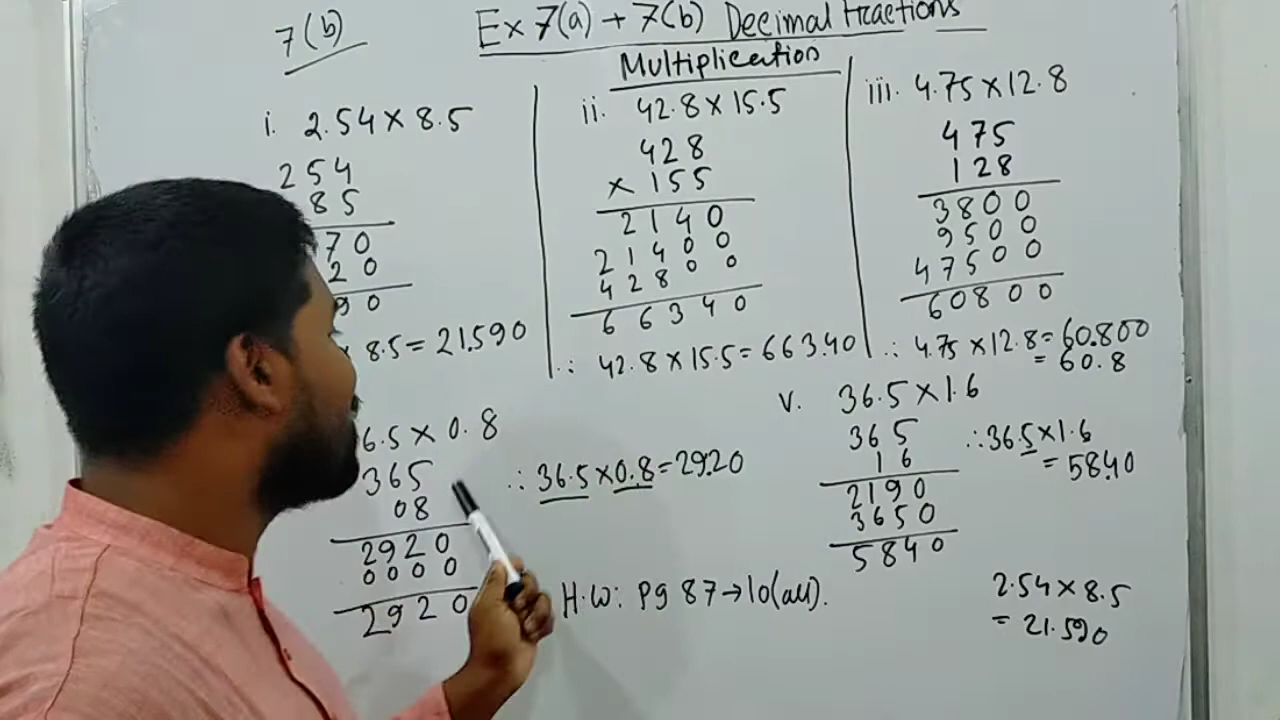 7(b)
Ex 7(a) + 7(b) Decimal Fractions
Multiplication
i. 2.54 × 8.5
254
85
70
20
90
× 8.5 = 21.590
ii. 42.8 × 15.5
428
× 155
2140
21400
42800
66340
∴ 42.8 × 15.5 = 663.40
iii. 4.75 × 12.8
475
128
3800
9500
47500
60800
∴ 4.75 × 12.8 = 60.800
= 60.8
6.5 × 0.8
365
08
2920
0000
2920
∴ 36.5 × 0.8 = 29.20
v. 36.5 × 1.6
365
16
2190
3650
5840
∴ 36.5 × 1.6
= 58.40
H.W: Pg 87 → 10(all).
2.54 × 8.5
= 21.590